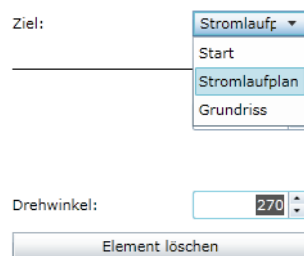 Ziel: Stromlaufp
Start
Stromlaufplan
Grundriss
Drehwinkel: 270
Element löschen